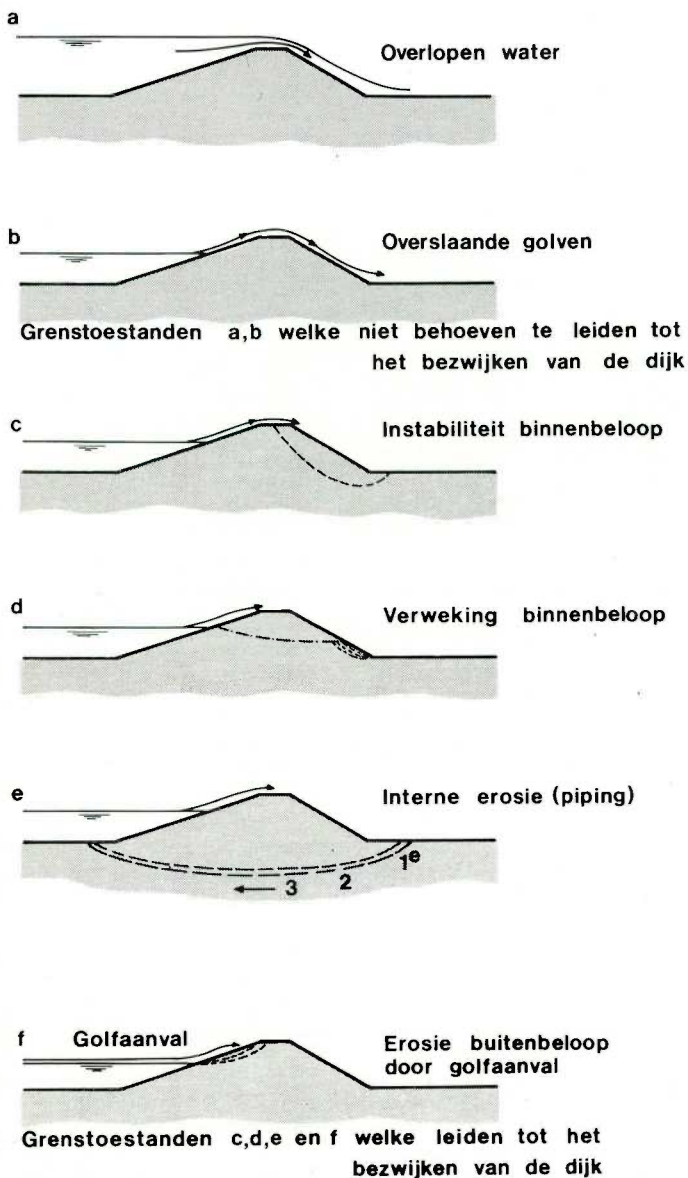 a
Overlopen water
b
Overslaande golven
Grenstoestanden a,b welke niet behoeven te leiden tot
het bezwijken van de dijk
c
Instabiliteit binnenbeloop
d
Verweking binnenbeloop
e
Interne erosie (piping)
1e
2
3
f Golfaanval
Erosie buitenbeloop
door golfaanval
Grenstoestanden c,d,e en f welke leiden tot het
bezwijken van de dijk